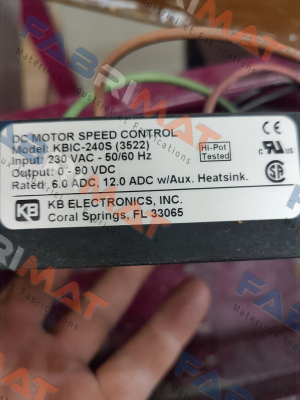 DC MOTOR SPEED CONTROL
Model: KBIC-240S (3522)
Input: 230 VAC - 50/60 Hz
Output: 0 - 90 VDC
Rated, 6.0 ADC, 12.0 ADC w/Aux. Heatsink.
Hi-Pot
Tested
CE
KB
KB ELECTRONICS, INC.
Coral Springs, FL 33065
FABRIMAT